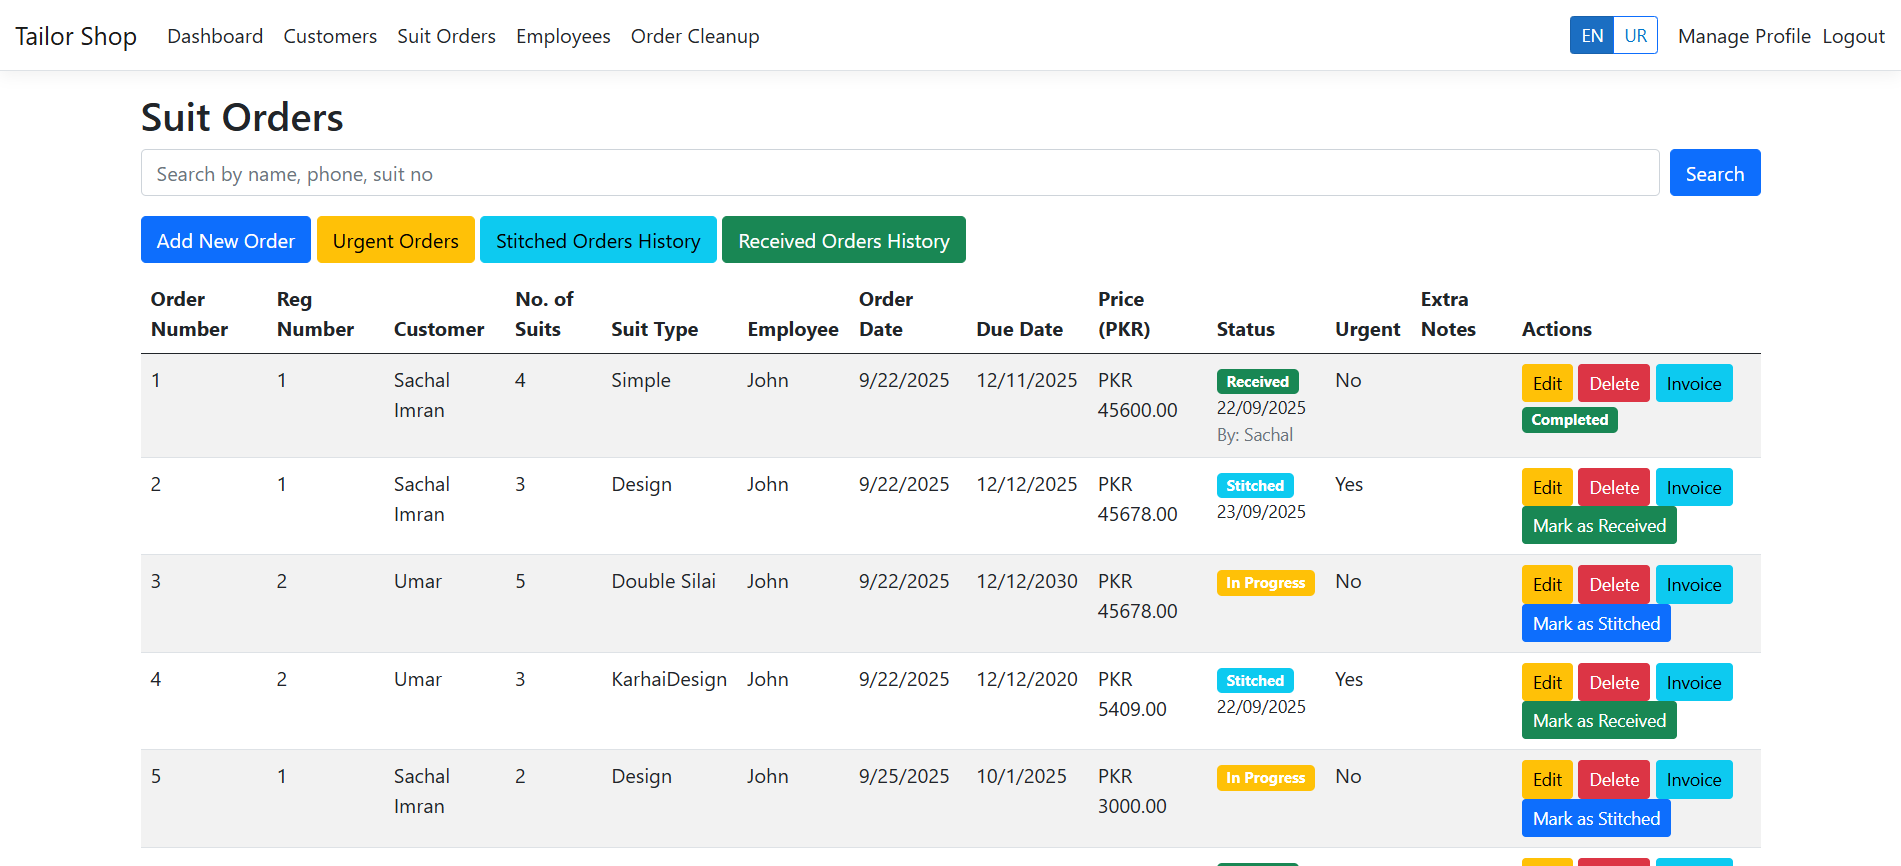 Tailor Shop Dashboard Customers Suit Orders Employees Order Cleanup EN UR Manage Profile Logout
Suit Orders
Search by name, phone, suit no Search
Add New Order Urgent Orders Stitched Orders History Received Orders History
Order Number Reg Number Customer No. of Suits Suit Type Employee Order Date Due Date Price (PKR) Status Urgent Extra Notes Actions
1 1 Sachal Imran 4 Simple John 9/22/2025 12/11/2025 PKR 45600.00 Received 22/09/2025 By: Sachal No Edit Delete Invoice Completed
2 1 Sachal Imran 3 Design John 9/22/2025 12/12/2025 PKR 45678.00 Stitched 23/09/2025 Yes Edit Delete Invoice Mark as Received
3 2 Umar 5 Double Silai John 9/22/2025 12/12/2030 PKR 45678.00 In Progress No Edit Delete Invoice Mark as Stitched
4 2 Umar 3 KarhaiDesign John 9/22/2025 12/12/2020 PKR 5409.00 Stitched 22/09/2025 Yes Edit Delete Invoice Mark as Received
5 1 Sachal Imran 2 Design John 9/25/2025 10/1/2025 PKR 3000.00 In Progress No Edit Delete Invoice Mark as Stitched